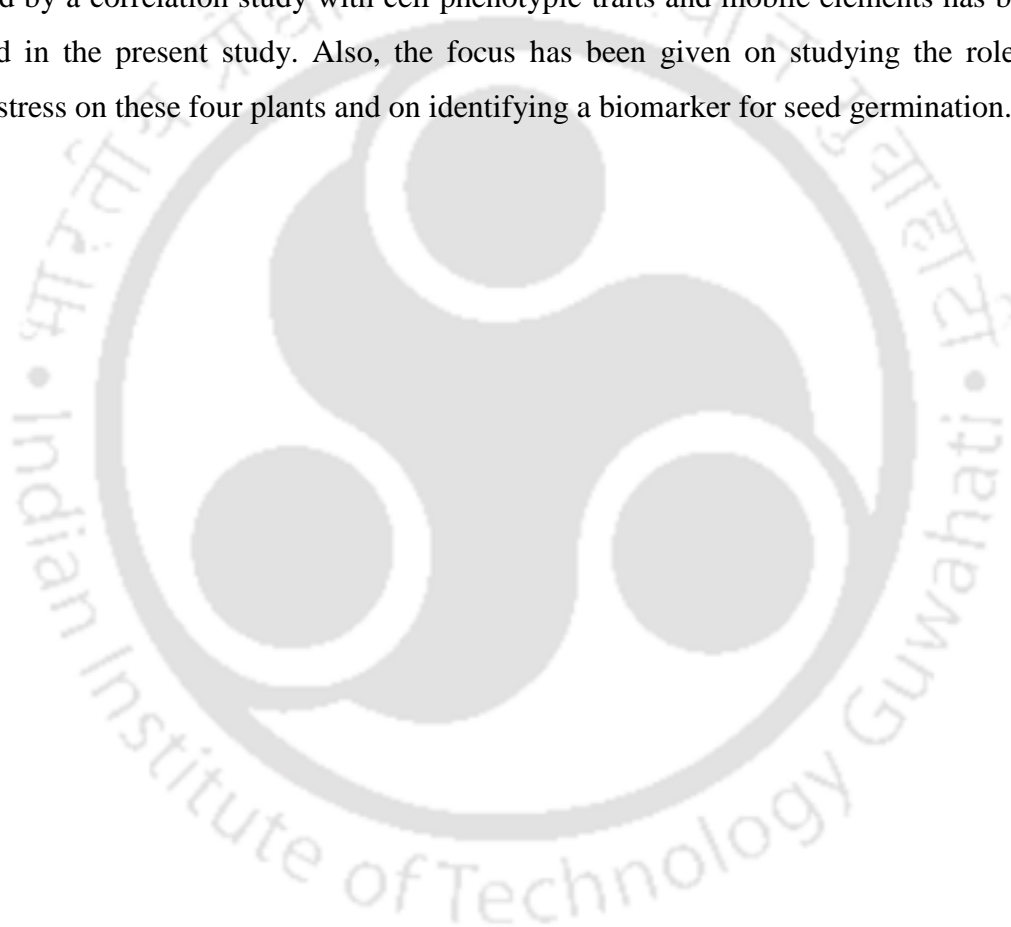 ed by a correlation study with cell phenotypic traits and mobile elements has b
d in the present study. Also, the focus has been given on studying the role
stress on these four plants and on identifying a biomarker for seed germination.
Indian Institute of Technology Guwahati